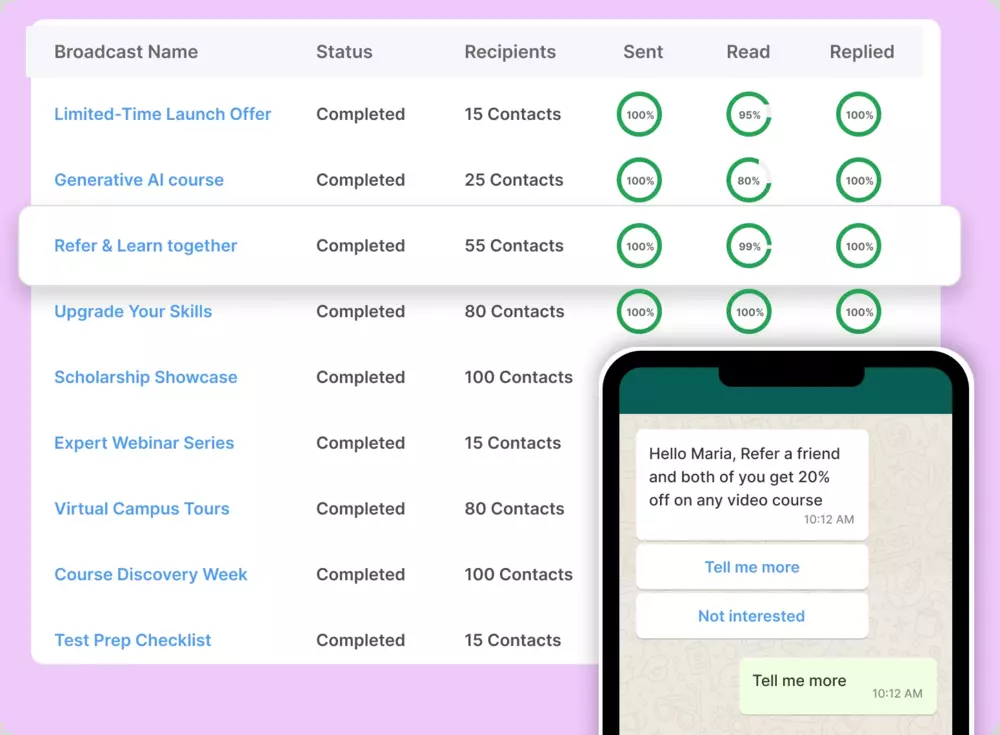 Broadcast Name Status Recipients Sent Read Replied
Limited-Time Launch Offer Completed 15 Contacts 100% 95% 100%
Generative AI course Completed 25 Contacts 100% 80% 100%
Refer & Learn together Completed 55 Contacts 100% 99% 100%
Upgrade Your Skills Completed 80 Contacts 100% 100% 100%
Scholarship Showcase Completed 100 Contacts
Expert Webinar Series Completed 15 Contacts
Virtual Campus Tours Completed 80 Contacts
Course Discovery Week Completed 100 Contacts
Test Prep Checklist Completed 15 Contacts
Hello Maria, Refer a friend
and both of you get 20%
off on any video course
10:12 AM
Tell me more
Not interested
Tell me more
10:12 AM